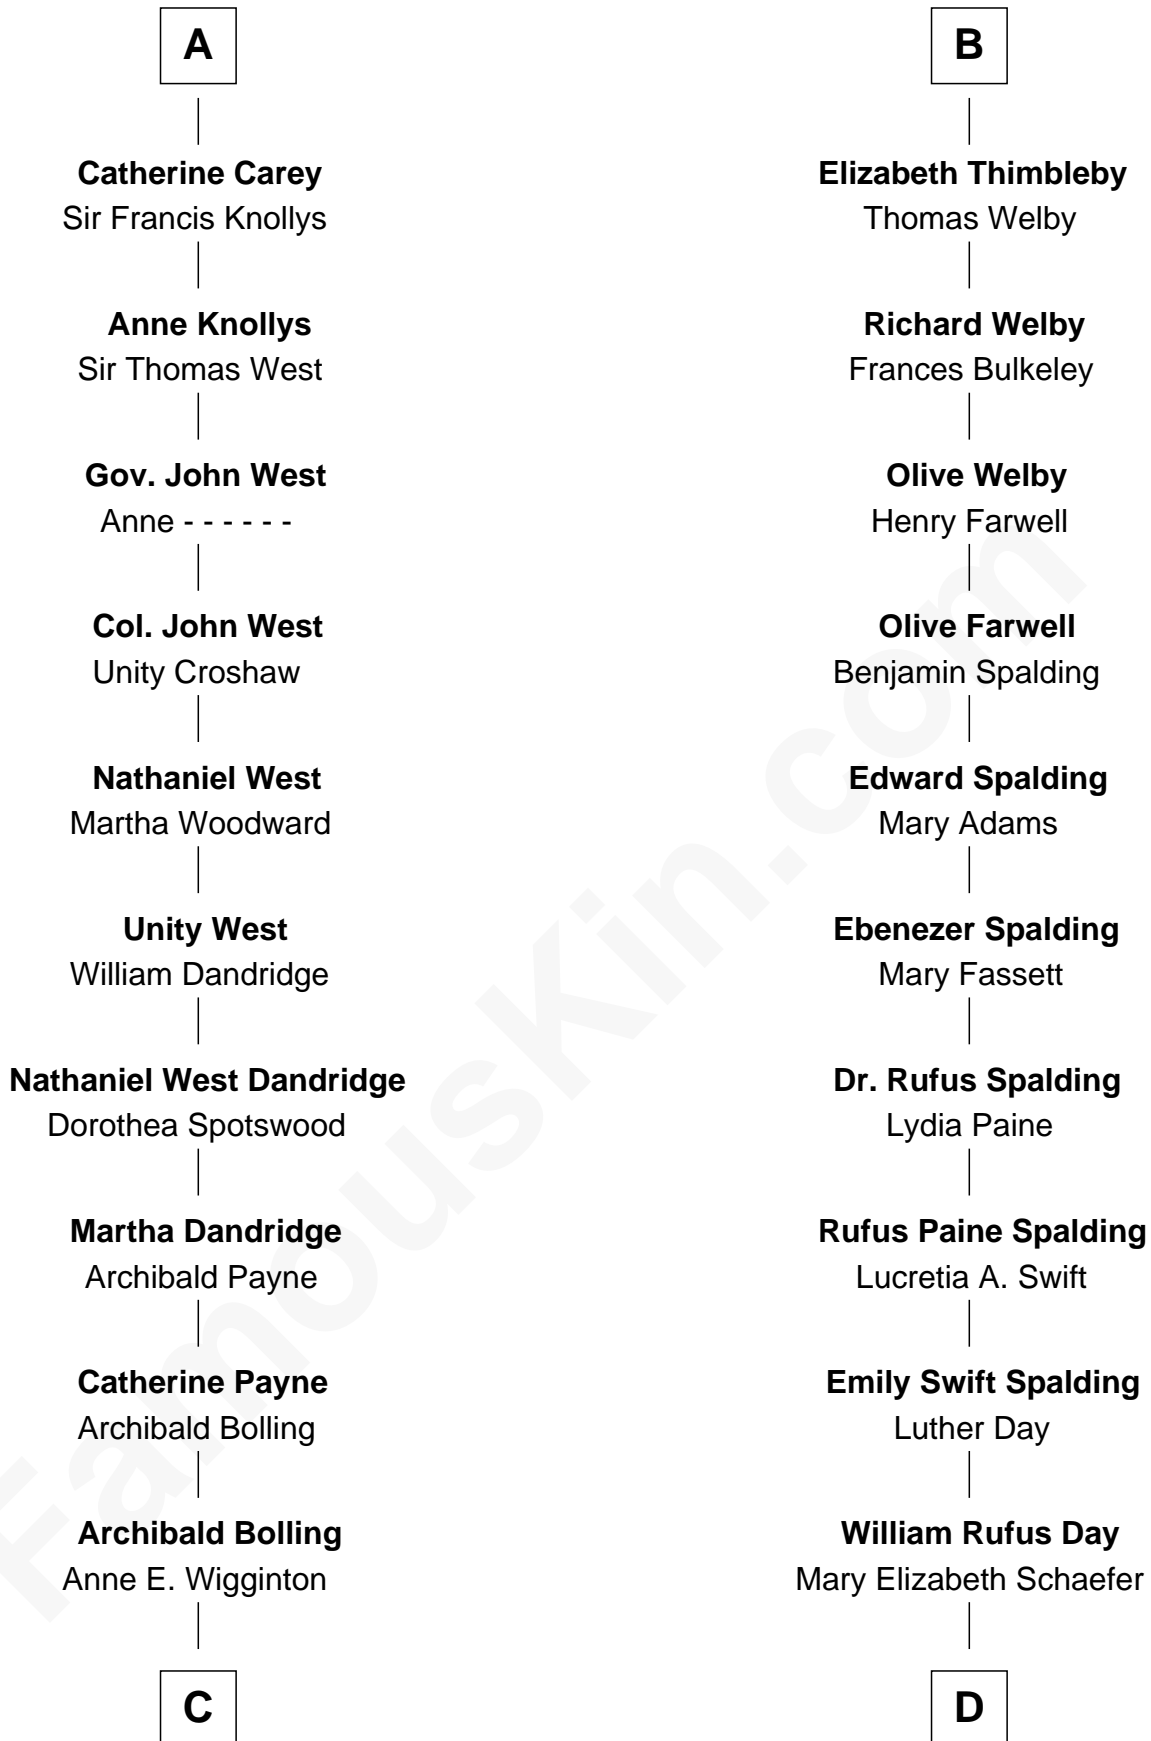 A
Catherine Carey
Sir Francis Knollys
Anne Knollys
Sir Thomas West
Gov. John West
Anne - - - - - -
Col. John West
Unity Croshaw
Nathaniel West
Martha Woodward
Unity West
William Dandridge
Nathaniel West Dandridge
Dorothea Spotswood
Martha Dandridge
Archibald Payne
Catherine Payne
Archibald Bolling
Archibald Bolling
Anne E. Wigginton
C
B
Elizabeth Thimbleby
Thomas Welby
Richard Welby
Frances Bulkeley
Olive Welby
Henry Farwell
Olive Farwell
Benjamin Spalding
Edward Spalding
Mary Adams
Ebenezer Spalding
Mary Fassett
Dr. Rufus Spalding
Lydia Paine
Rufus Paine Spalding
Lucretia A. Swift
Emily Swift Spalding
Luther Day
William Rufus Day
Mary Elizabeth Schaefer
D
FamousKin.com